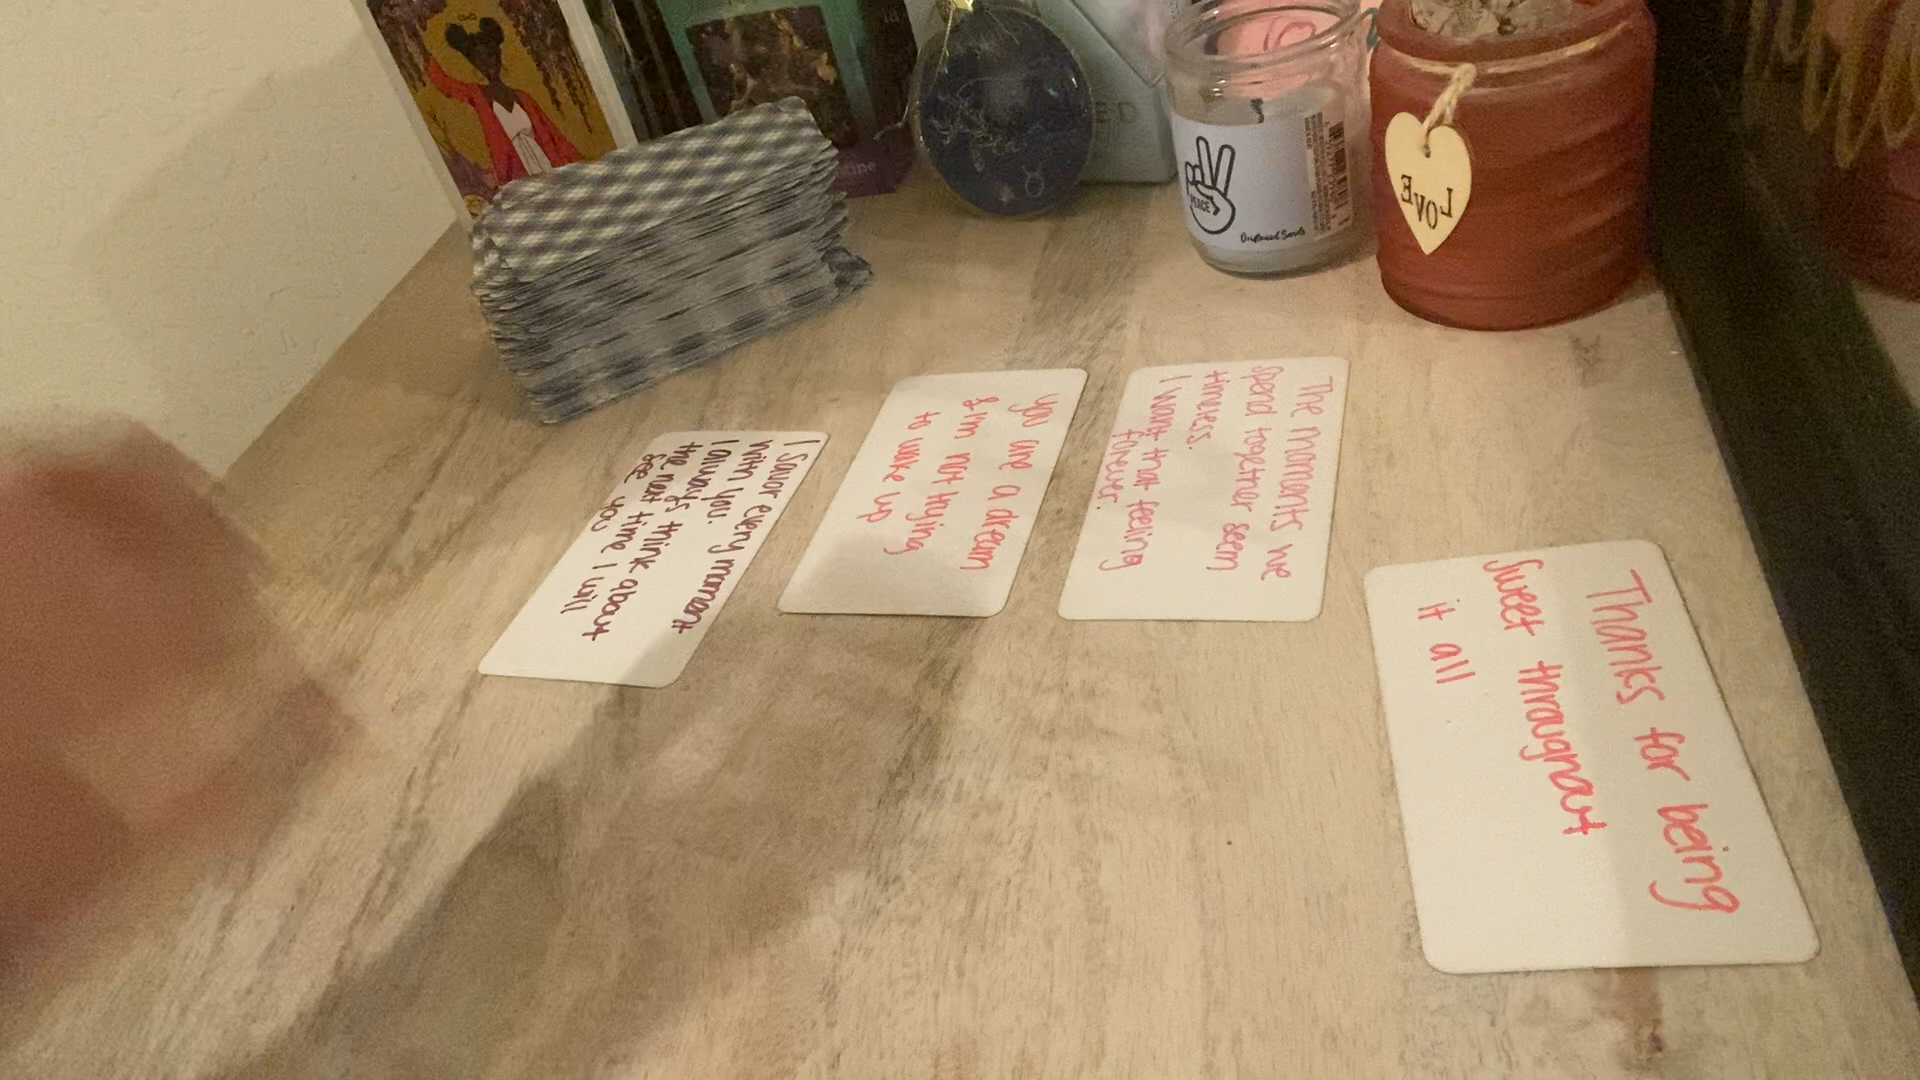 I savor every moment
with you.
I always think about
the next time I will
see you
you are a dream
& I'm not trying
to wake up
The moments we
spend together seem
timeless.
I want that feeling
forever.
Thanks for being
sweet throughout
it all
PEACE
LOVE